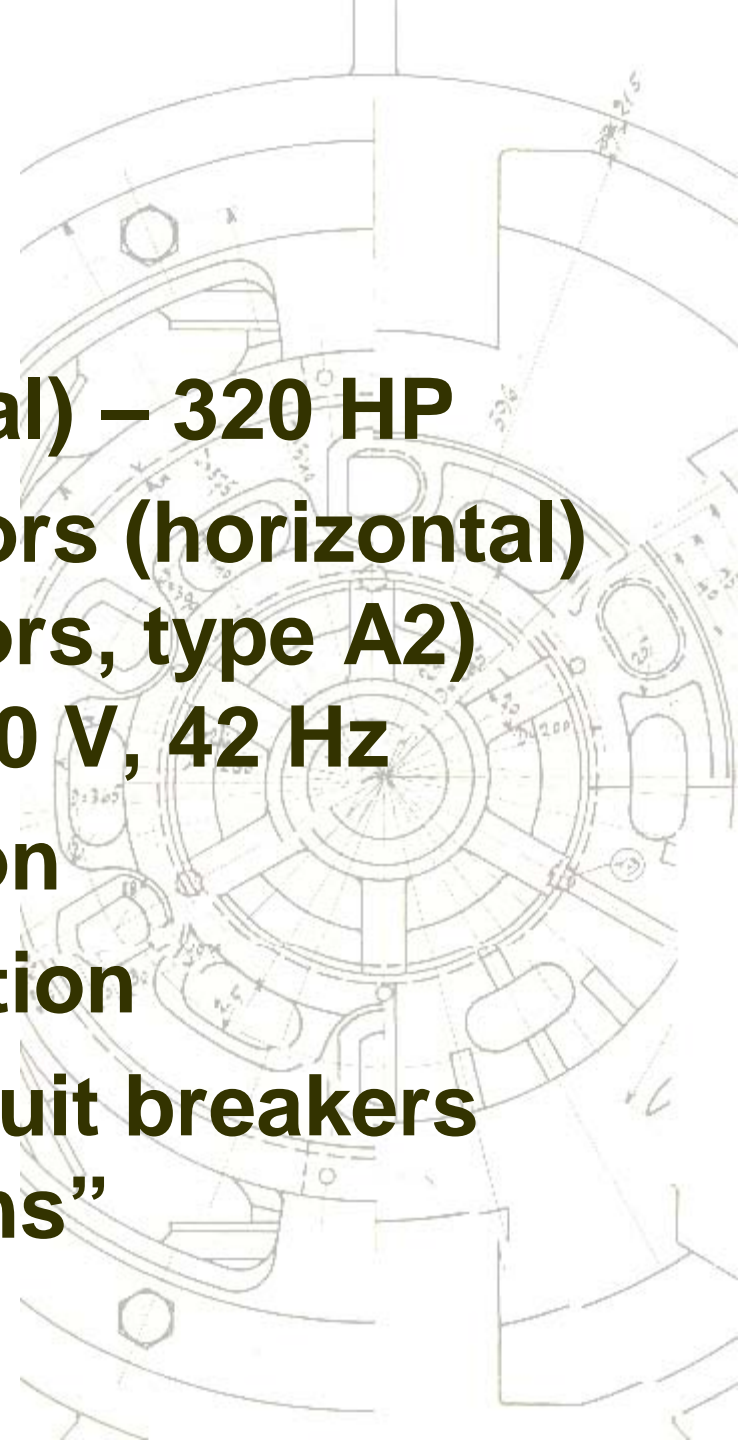 al) – 320 HP
ors (horizontal)
ors, type A2)
0 V, 42 Hz
on
tion
uit breakers
ns”